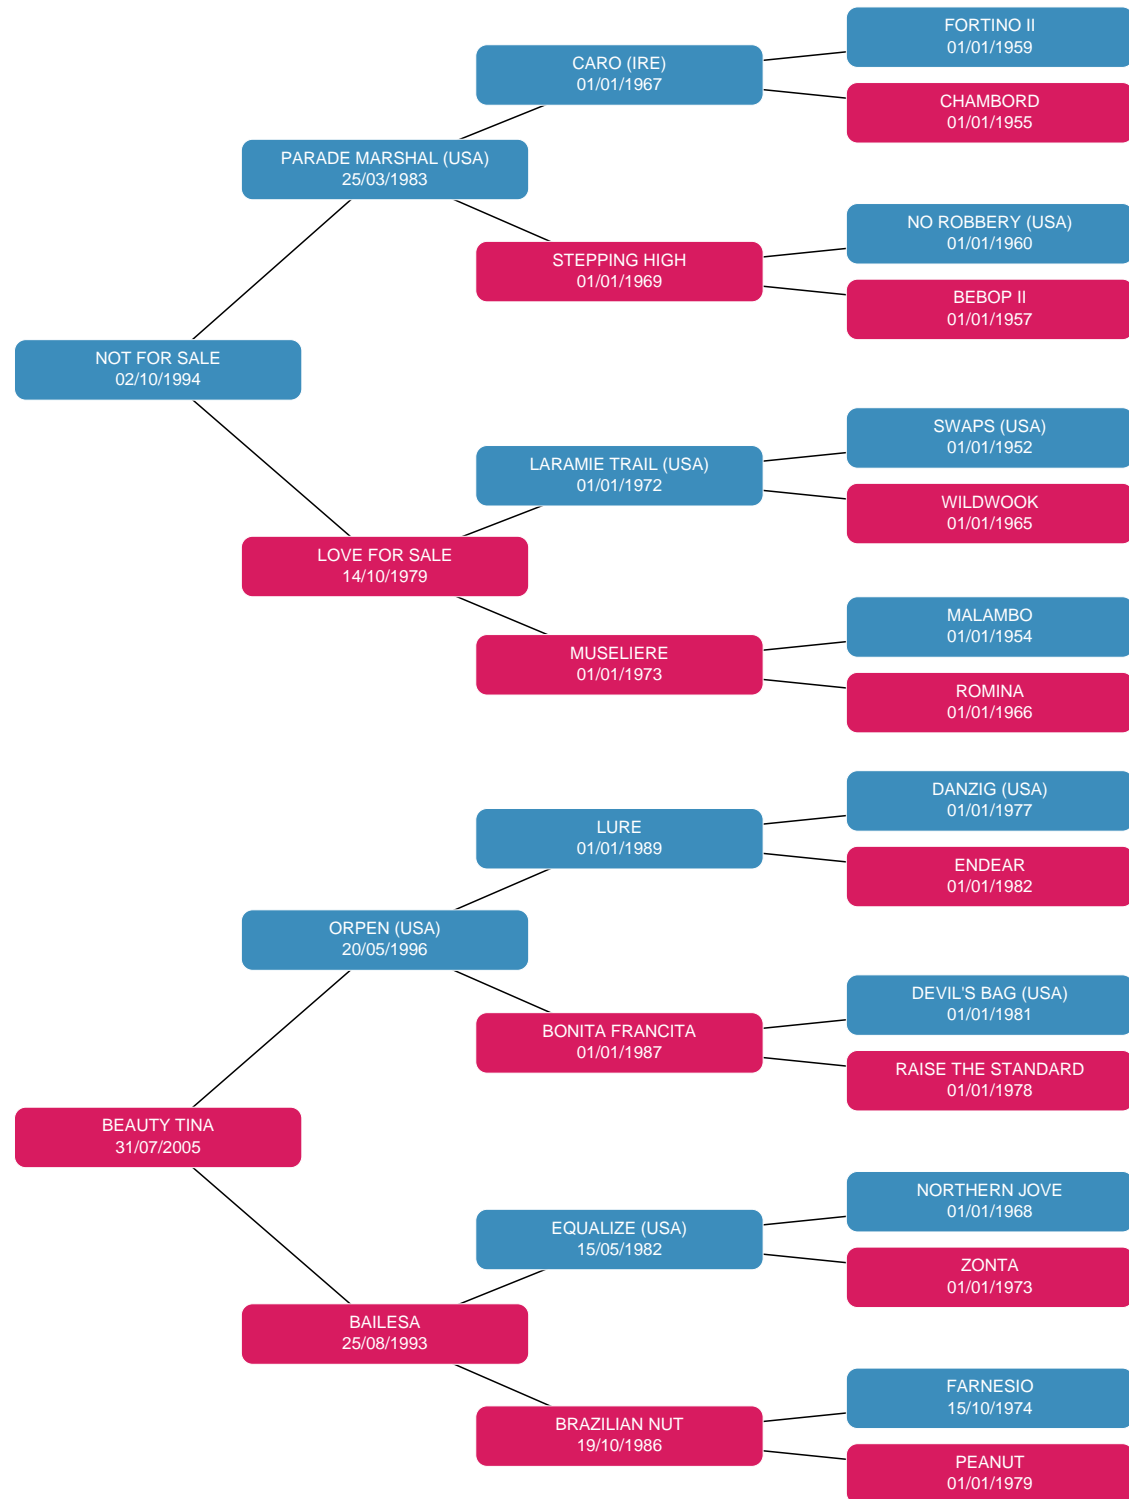 FORTINO II
01/01/1959
CARO (IRE)
01/01/1967
CHAMBORD
01/01/1955
PARADE MARSHAL (USA)
25/03/1983
NO ROBBERY (USA)
01/01/1960
STEPPING HIGH
01/01/1969
BEBOP II
01/01/1957
NOT FOR SALE
02/10/1994
SWAPS (USA)
01/01/1952
LARAMIE TRAIL (USA)
01/01/1972
WILDWOOK
01/01/1965
LOVE FOR SALE
14/10/1979
MALAMBO
01/01/1954
MUSELIERE
01/01/1973
ROMINA
01/01/1966
DANZIG (USA)
01/01/1977
LURE
01/01/1989
ENDEAR
01/01/1982
ORPEN (USA)
20/05/1996
DEVIL'S BAG (USA)
01/01/1981
BONITA FRANCITA
01/01/1987
RAISE THE STANDARD
01/01/1978
BEAUTY TINA
31/07/2005
NORTHERN JOVE
01/01/1968
EQUALIZE (USA)
15/05/1982
ZONTA
01/01/1973
BAILESA
25/08/1993
FARNESIO
15/10/1974
BRAZILIAN NUT
19/10/1986
PEANUT
01/01/1979